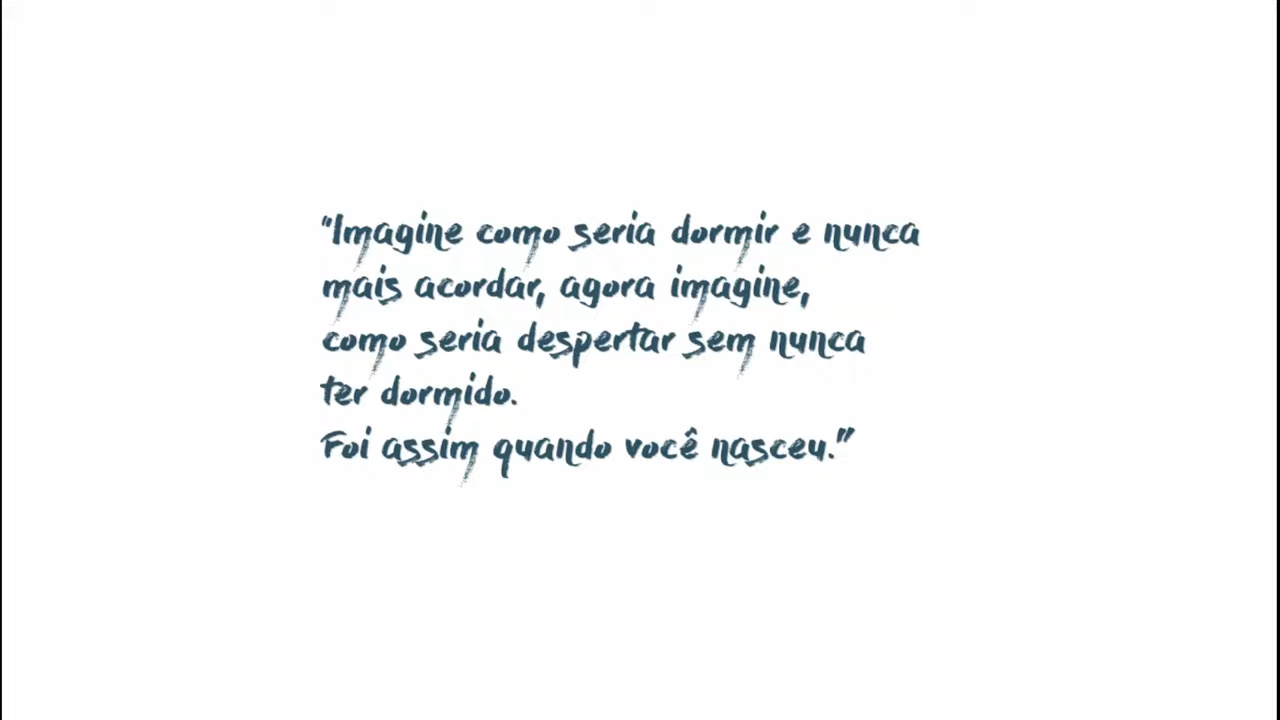 "Imagine como seria dormir e nunca
mais acordar, agora imagine,
como seria despertar sem nunca
ter dormido.
Foi assim quando você nasceu."